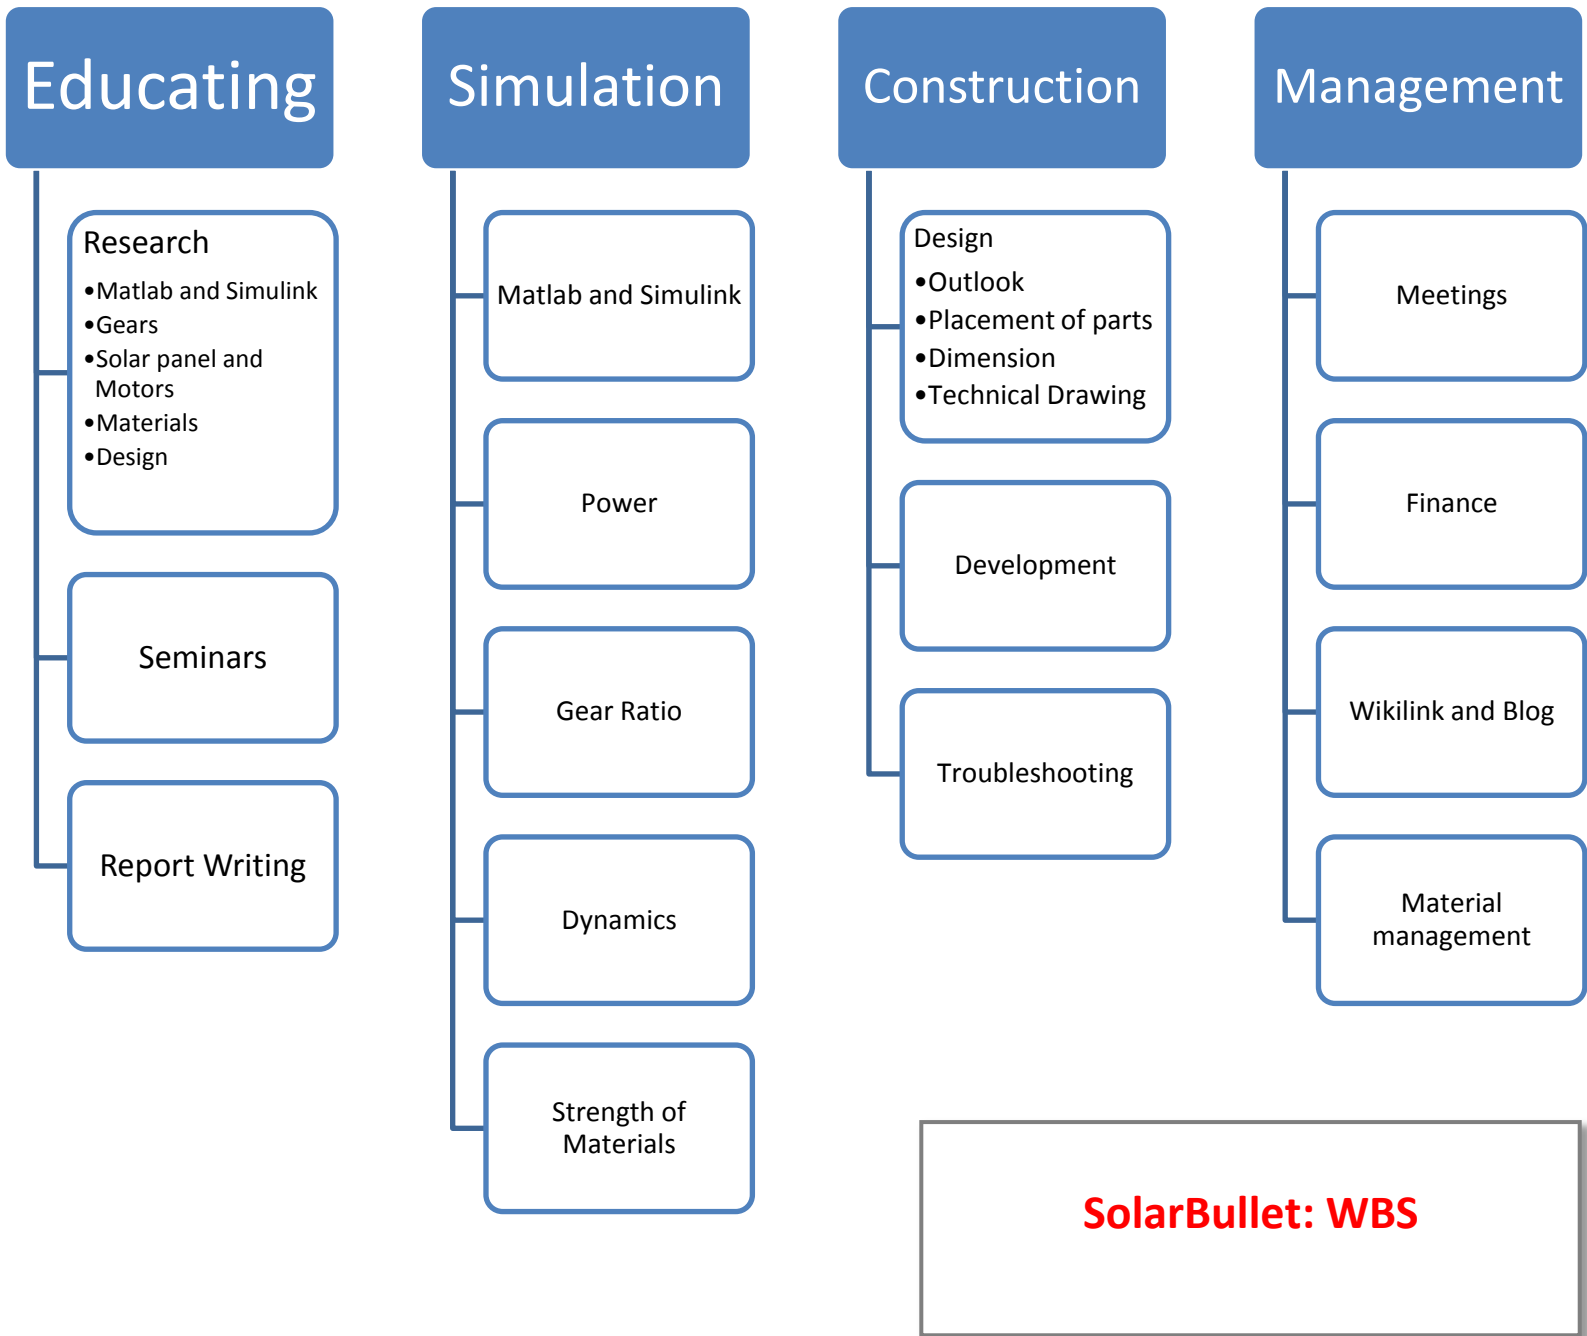 Educating
Research
•Matlab and Simulink
•Gears
•Solar panel and
Motors
•Materials
•Design
Seminars
Report Writing
Simulation
Matlab and Simulink
Power
Gear Ratio
Dynamics
Strength of
Materials
Construction
Design
•Outlook
•Placement of parts
•Dimension
•Technical Drawing
Development
Troubleshooting
Management
Meetings
Finance
Wikilink and Blog
Material
management
SolarBullet: WBS